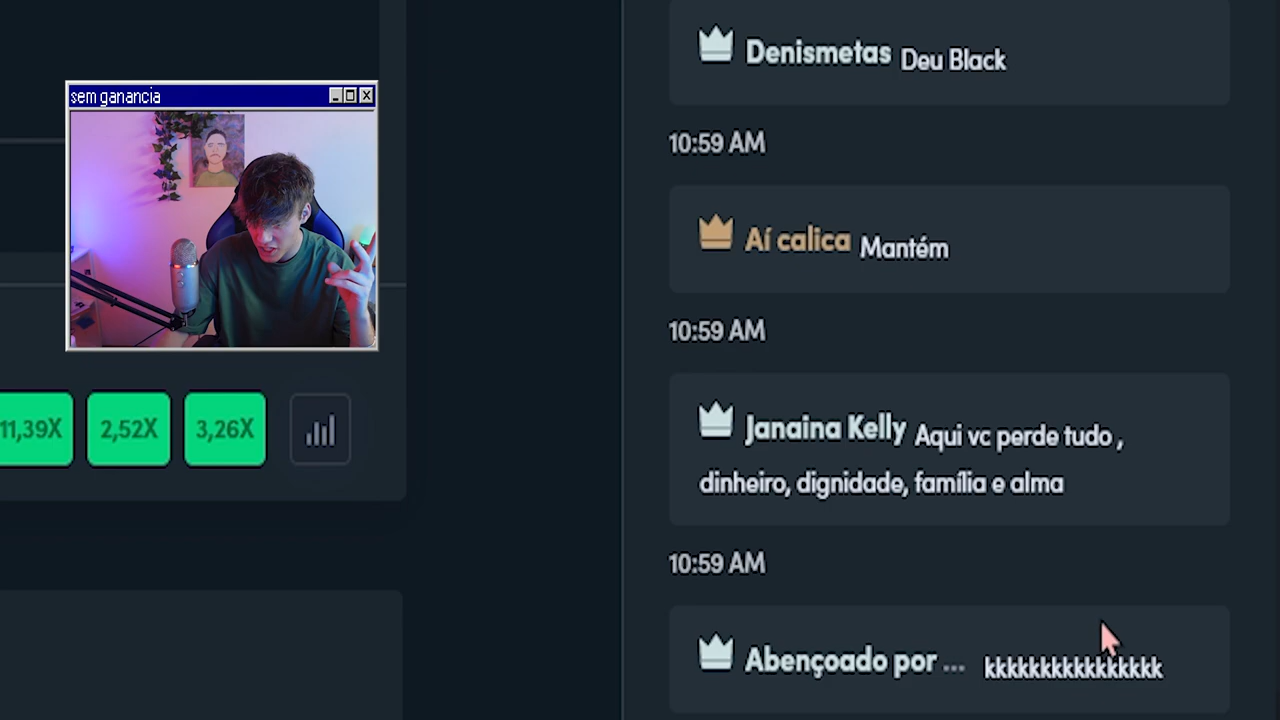 sem ganancia
11,39X
2,52X
3,26X
Denismetas Deu Black
10:59 AM
Aí calica Mantém
10:59 AM
Janaina Kelly Aqui vc perde tudo ,
dinheiro, dignidade, família e alma
10:59 AM
Abençoado por ... kkkkkkkkkkkkkkkk